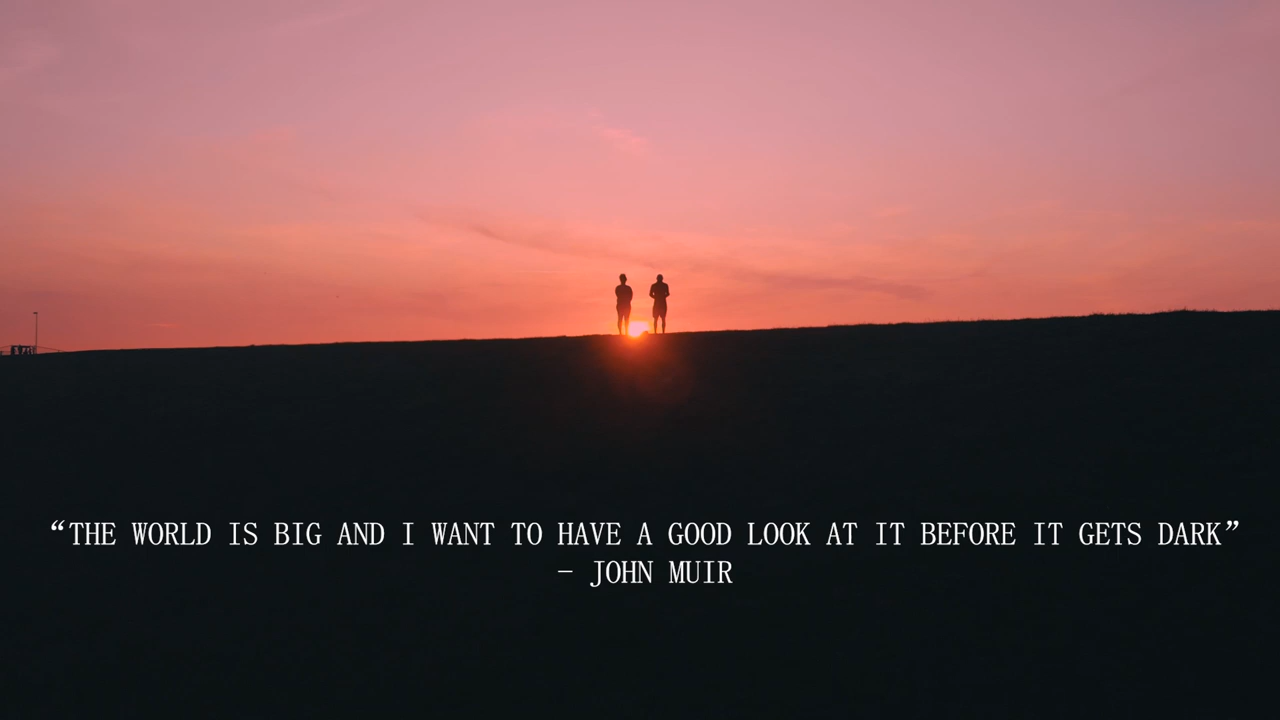 “THE WORLD IS BIG AND I WANT TO HAVE A GOOD LOOK AT IT BEFORE IT GETS DARK”
– JOHN MUIR